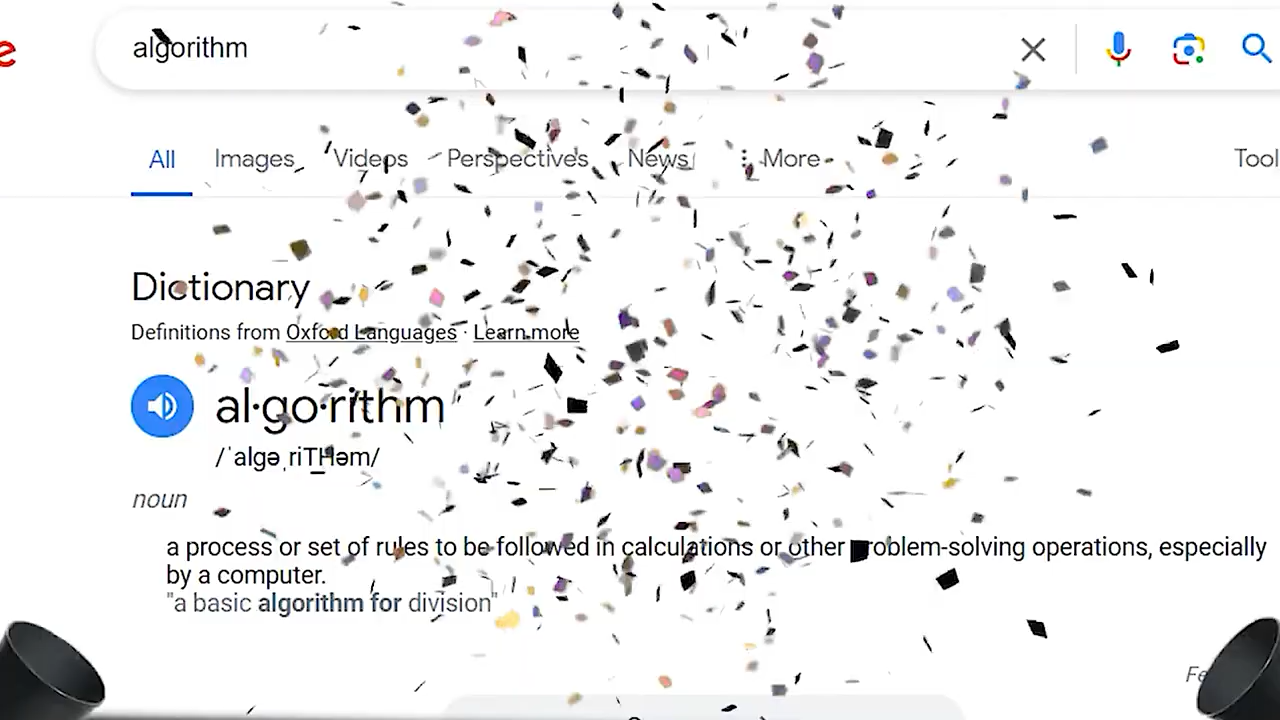 e
algorithm
All Images Videos Perspectives News More Tool
Dictionary
Definitions from Oxford Languages · Learn more
al·go·rithm
/ˈalɡəˌriT͟Həm/
noun
a process or set of rules to be followed in calculations or other problem-solving operations, especially
by a computer.
"a basic algorithm for division"
Fe